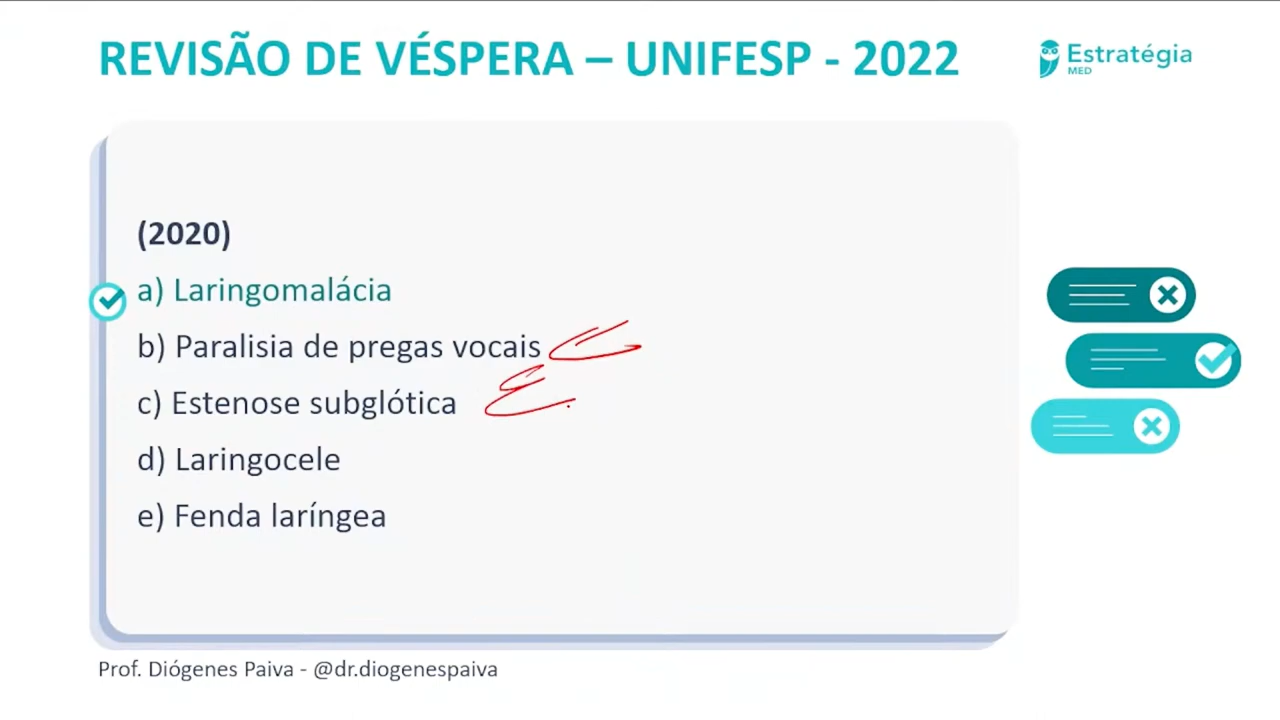 REVISÃO DE VÉSPERA – UNIFESP - 2022
Estratégia
MED
(2020)
a) Laringomalácia
b) Paralisia de pregas vocais
c) Estenose subglótica
d) Laringocele
e) Fenda laríngea
Prof. Diógenes Paiva - @dr.diogenespaiva